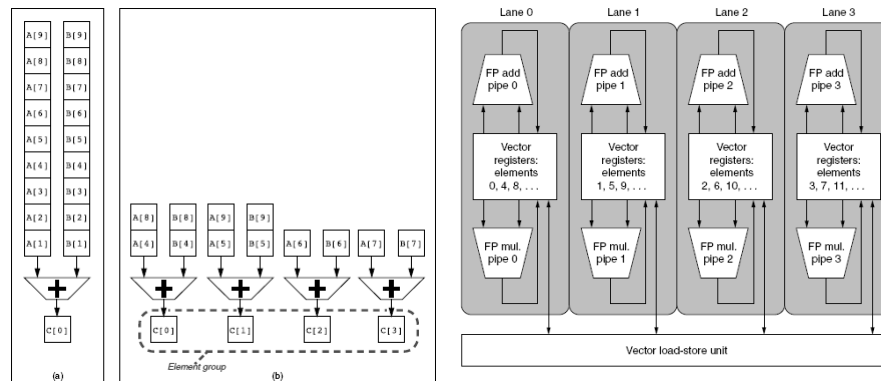 A[9] B[9]
A[8] B[8]
A[7] B[7]
A[6] B[6]
A[5] B[5]
A[4] B[4]
A[3] B[3]
A[2] B[2]
A[1] B[1]
+
C[0]
(a)
A[8] B[8] A[9] B[9]
A[4] B[4] A[5] B[5] A[6] B[6] A[7] B[7]
+ + + +
C[0] C[1] C[2] C[3]
Element group
(b)
Lane 0
FP add
pipe 0
Vector
registers:
elements
0, 4, 8, . . .
FP mul.
pipe 0
Lane 1
FP add
pipe 1
Vector
registers:
elements
1, 5, 9, . . .
FP mul.
pipe 1
Lane 2
FP add
pipe 2
Vector
registers:
elements
2, 6, 10, . . .
FP mul.
pipe 2
Lane 3
FP add
pipe 3
Vector
registers:
elements
3, 7, 11, . . .
FP mul.
pipe 3
Vector load-store unit